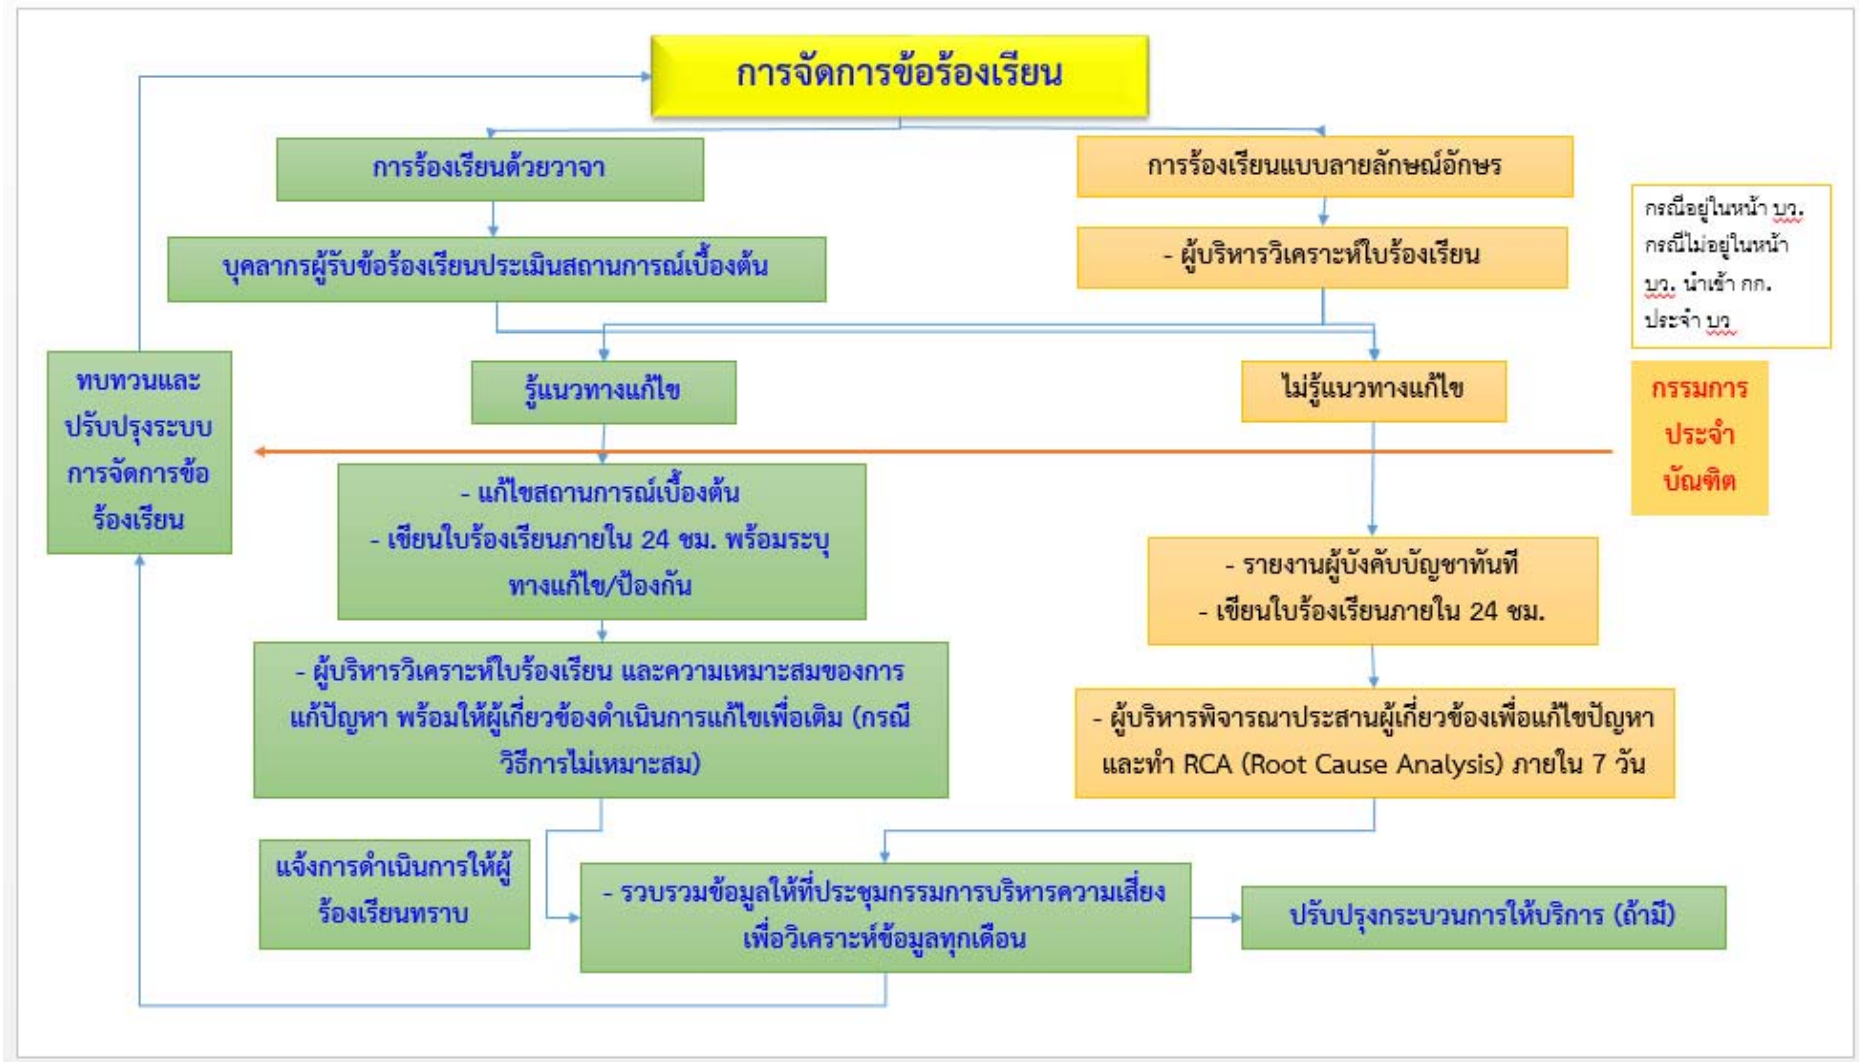 การจัดการข้อร้องเรียน
การร้องเรียนด้วยวาจา
การร้องเรียนแบบลายลักษณ์อักษร
บุคลากรผู้รับข้อร้องเรียนประเมินสถานการณ์เบื้องต้น
- ผู้บริหารวิเคราะห์ใบร้องเรียน
กรณีอยู่ในหน้า บว.
กรณีไม่อยู่ในหน้า
บว. นำเข้า กก.
ประจำ บว
ทบทวนและ
ปรับปรุงระบบ
การจัดการข้อ
ร้องเรียน
รู้แนวทางแก้ไข
ไม่รู้แนวทางแก้ไข
กรรมการ
ประจำ
บัณฑิต
- แก้ไขสถานการณ์เบื้องต้น
- เขียนใบร้องเรียนภายใน 24 ชม. พร้อมระบุ
ทางแก้ไข/ป้องกัน
- รายงานผู้บังคับบัญชาทันที
- เขียนใบร้องเรียนภายใน 24 ชม.
- ผู้บริหารวิเคราะห์ใบร้องเรียน และความเหมาะสมของการ
แก้ปัญหา พร้อมให้ผู้เกี่ยวข้องดำเนินการแก้ไขเพื่อเติม (กรณี
วิธีการไม่เหมาะสม)
- ผู้บริหารพิจารณาประสานผู้เกี่ยวข้องเพื่อแก้ไขปัญหา
และทำ RCA (Root Cause Analysis) ภายใน 7 วัน
แจ้งการดำเนินการให้ผู้
ร้องเรียนทราบ
- รวบรวมข้อมูลให้ที่ประชุมกรรมการบริหารความเสี่ยง
เพื่อวิเคราะห์ข้อมูลทุกเดือน
ปรับปรุงกระบวนการให้บริการ (ถ้ามี)